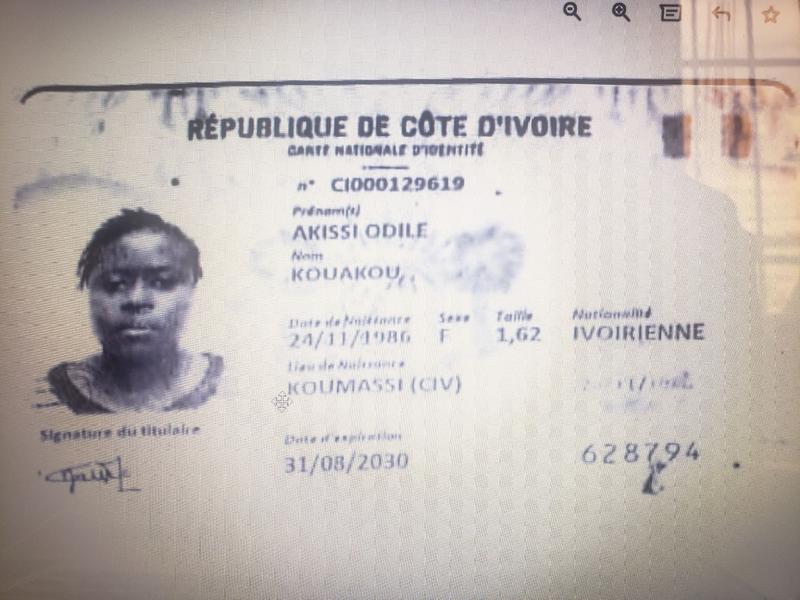 RÉPUBLIQUE DE CÔTE D'IVOIRE
CARTE NATIONALE D'IDENTITÉ
n° CI000129619
Prénom(s)
AKISSI ODILE
Nom
KOUAKOU
Date de Naissance Sexe Taille Nationalité
24/11/1986 F 1,62 IVOIRIENNE
Lieu de Naissance
KOUMASSI (CIV)
Signature du titulaire
Date d'expiration
31/08/2030
628794